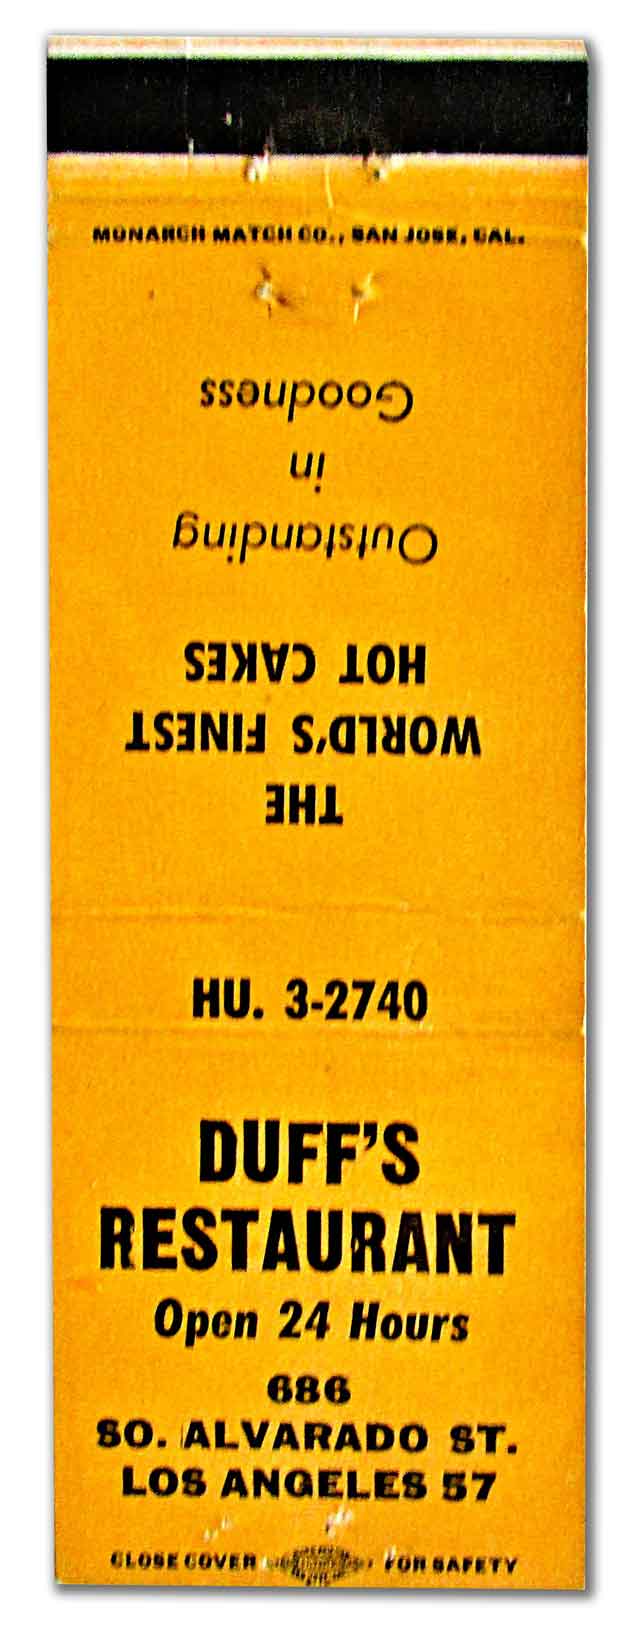 MONARCH MATCH CO., SAN JOSE, CAL.
THE
WORLD'S FINEST
HOT CAKES
Outstanding
in
Goodness
HU. 3-2740
DUFF'S
RESTAURANT
Open 24 Hours
686
SO. ALVARADO ST.
LOS ANGELES 57
CLOSE COVER FOR SAFETY